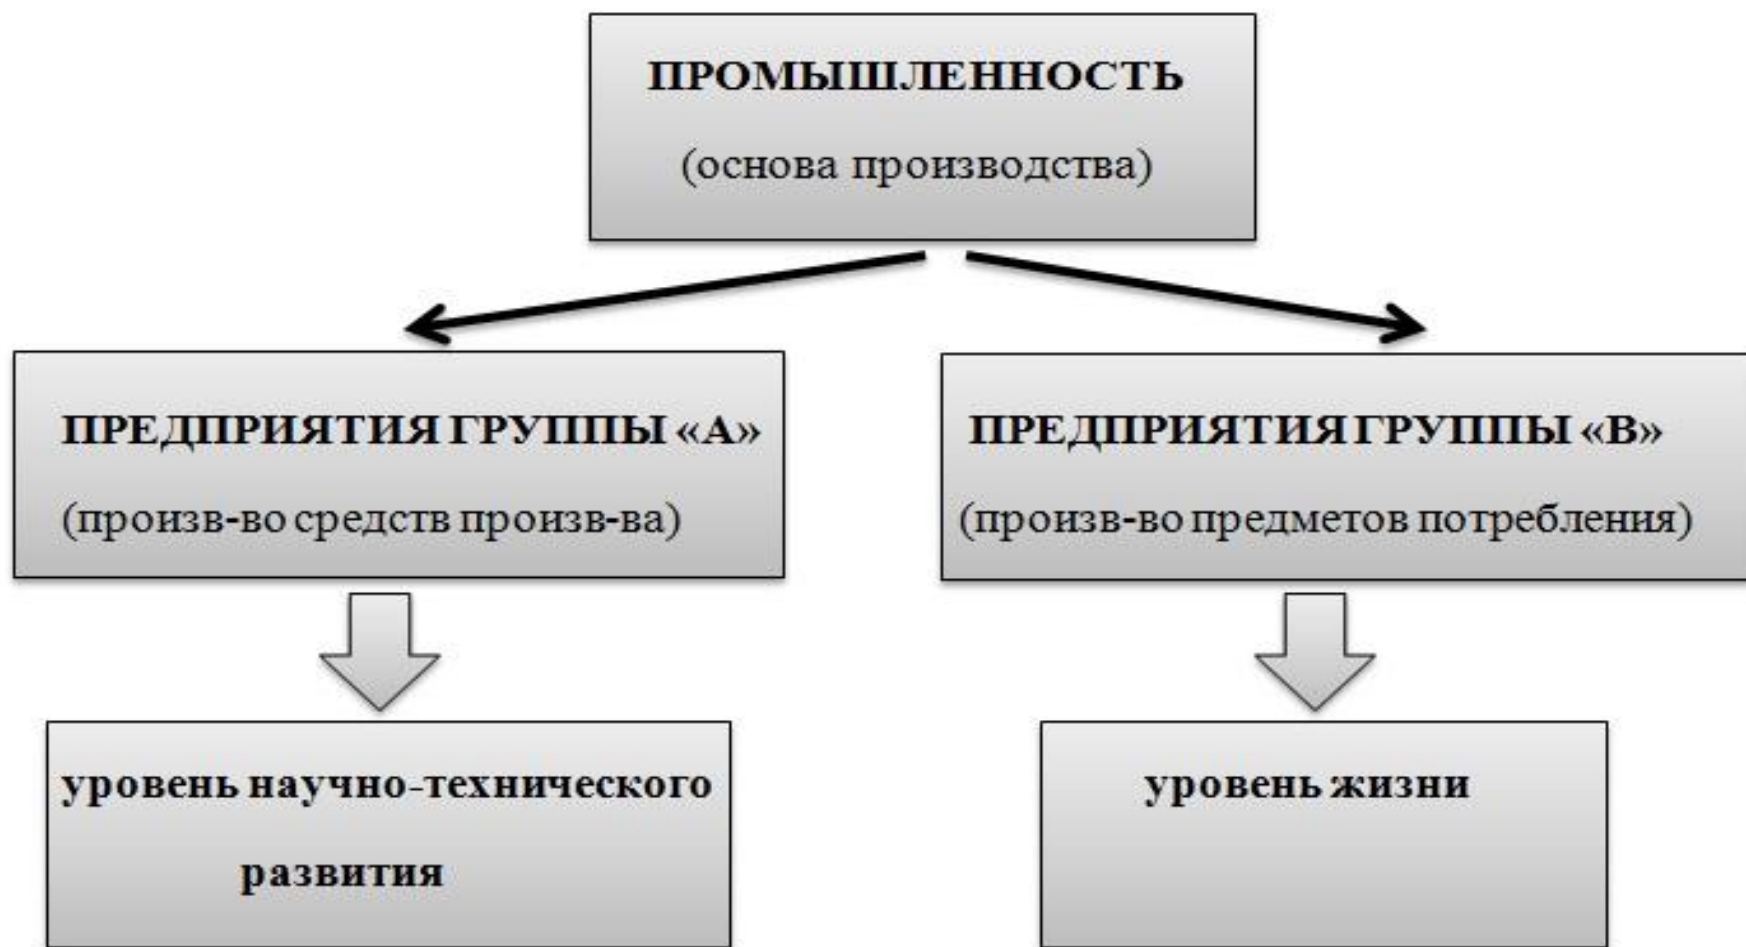 ПРОМЫШЛЕННОСТЬ
(основа производства)
ПРЕДПРИЯТИЯ ГРУППЫ «А»
(произв-во средств произв-ва)
ПРЕДПРИЯТИЯ ГРУППЫ «В»
(произв-во предметов потребления)
уровень научно-технического
развития
уровень жизни